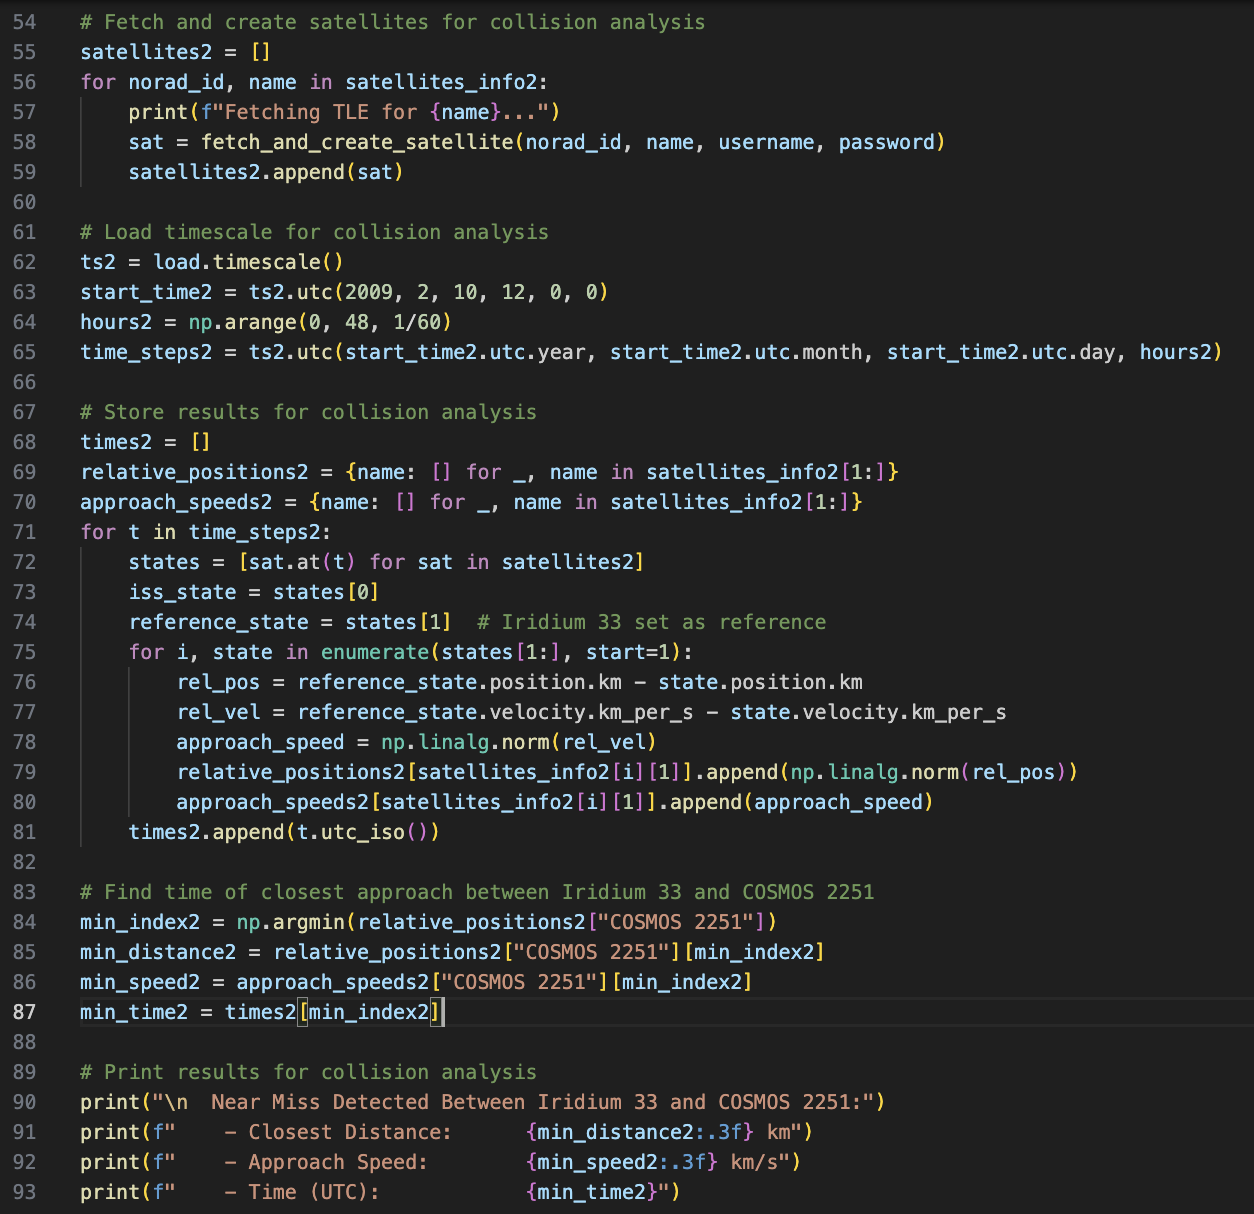 54 # Fetch and create satellites for collision analysis
55 satellites2 = []
56 for norad_id, name in satellites_info2:
57     print(f"Fetching TLE for {name}...")
58     sat = fetch_and_create_satellite(norad_id, name, username, password)
59     satellites2.append(sat)
60
61 # Load timescale for collision analysis
62 ts2 = load.timescale()
63 start_time2 = ts2.utc(2009, 2, 10, 12, 0, 0)
64 hours2 = np.arange(0, 48, 1/60)
65 time_steps2 = ts2.utc(start_time2.utc.year, start_time2.utc.month, start_time2.utc.day, hours2)
66
67 # Store results for collision analysis
68 times2 = []
69 relative_positions2 = {name: [] for _, name in satellites_info2[1:]}
70 approach_speeds2 = {name: [] for _, name in satellites_info2[1:]}
71 for t in time_steps2:
72     states = [sat.at(t) for sat in satellites2]
73     iss_state = states[0]
74     reference_state = states[1]  # Iridium 33 set as reference
75     for i, state in enumerate(states[1:], start=1):
76         rel_pos = reference_state.position.km - state.position.km
77         rel_vel = reference_state.velocity.km_per_s - state.velocity.km_per_s
78         approach_speed = np.linalg.norm(rel_vel)
79         relative_positions2[satellites_info2[i][1]].append(np.linalg.norm(rel_pos))
80         approach_speeds2[satellites_info2[i][1]].append(approach_speed)
81     times2.append(t.utc_iso())
82
83 # Find time of closest approach between Iridium 33 and COSMOS 2251
84 min_index2 = np.argmin(relative_positions2["COSMOS 2251"])
85 min_distance2 = relative_positions2["COSMOS 2251"][min_index2]
86 min_speed2 = approach_speeds2["COSMOS 2251"][min_index2]
87 min_time2 = times2[min_index2]
88
89 # Print results for collision analysis
90 print("\n  Near Miss Detected Between Iridium 33 and COSMOS 2251:")
91 print(f"    - Closest Distance:      {min_distance2:.3f} km")
92 print(f"    - Approach Speed:        {min_speed2:.3f} km/s")
93 print(f"    - Time (UTC):            {min_time2}")